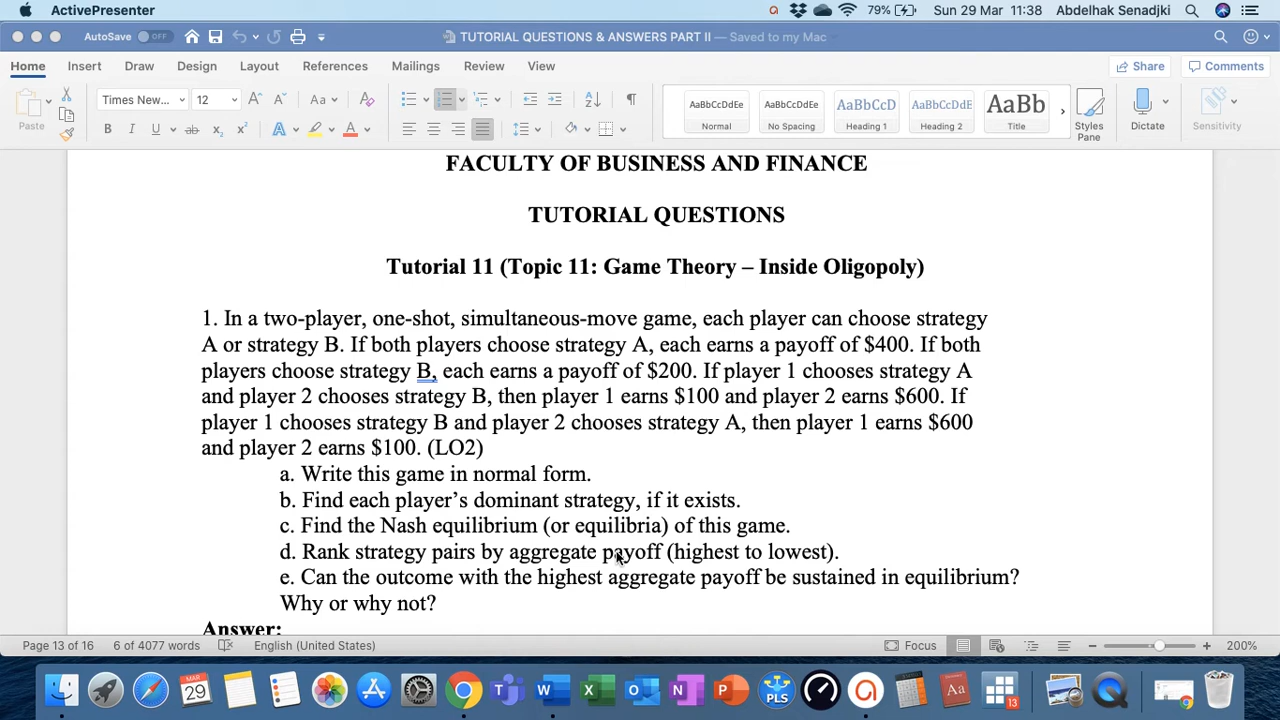 ActivePresenter
79%
Sun 29 Mar 11:38
Abdelhak Senadjki
AutoSave OFF
TUTORIAL QUESTIONS & ANSWERS PART II — Saved to my Mac
Home Insert Draw Design Layout References Mailings Review View
Share Comments
Paste
Times New... 12
AaBbCcDdEe AaBbCcDdEe AaBbCcD AaBbCcDdE AaBb
Normal No Spacing Heading 1 Heading 2 Title
Styles Pane
Dictate
Sensitivity
FACULTY OF BUSINESS AND FINANCE
TUTORIAL QUESTIONS
Tutorial 11 (Topic 11: Game Theory – Inside Oligopoly)
1. In a two-player, one-shot, simultaneous-move game, each player can choose strategy
A or strategy B. If both players choose strategy A, each earns a payoff of $400. If both
players choose strategy B, each earns a payoff of $200. If player 1 chooses strategy A
and player 2 chooses strategy B, then player 1 earns $100 and player 2 earns $600. If
player 1 chooses strategy B and player 2 chooses strategy A, then player 1 earns $600
and player 2 earns $100. (LO2)
a. Write this game in normal form.
b. Find each player’s dominant strategy, if it exists.
c. Find the Nash equilibrium (or equilibria) of this game.
d. Rank strategy pairs by aggregate payoff (highest to lowest).
e. Can the outcome with the highest aggregate payoff be sustained in equilibrium?
Why or why not?
Answer:
Page 13 of 16 6 of 4077 words English (United States) Focus 200%
MAR
29
13
PLS